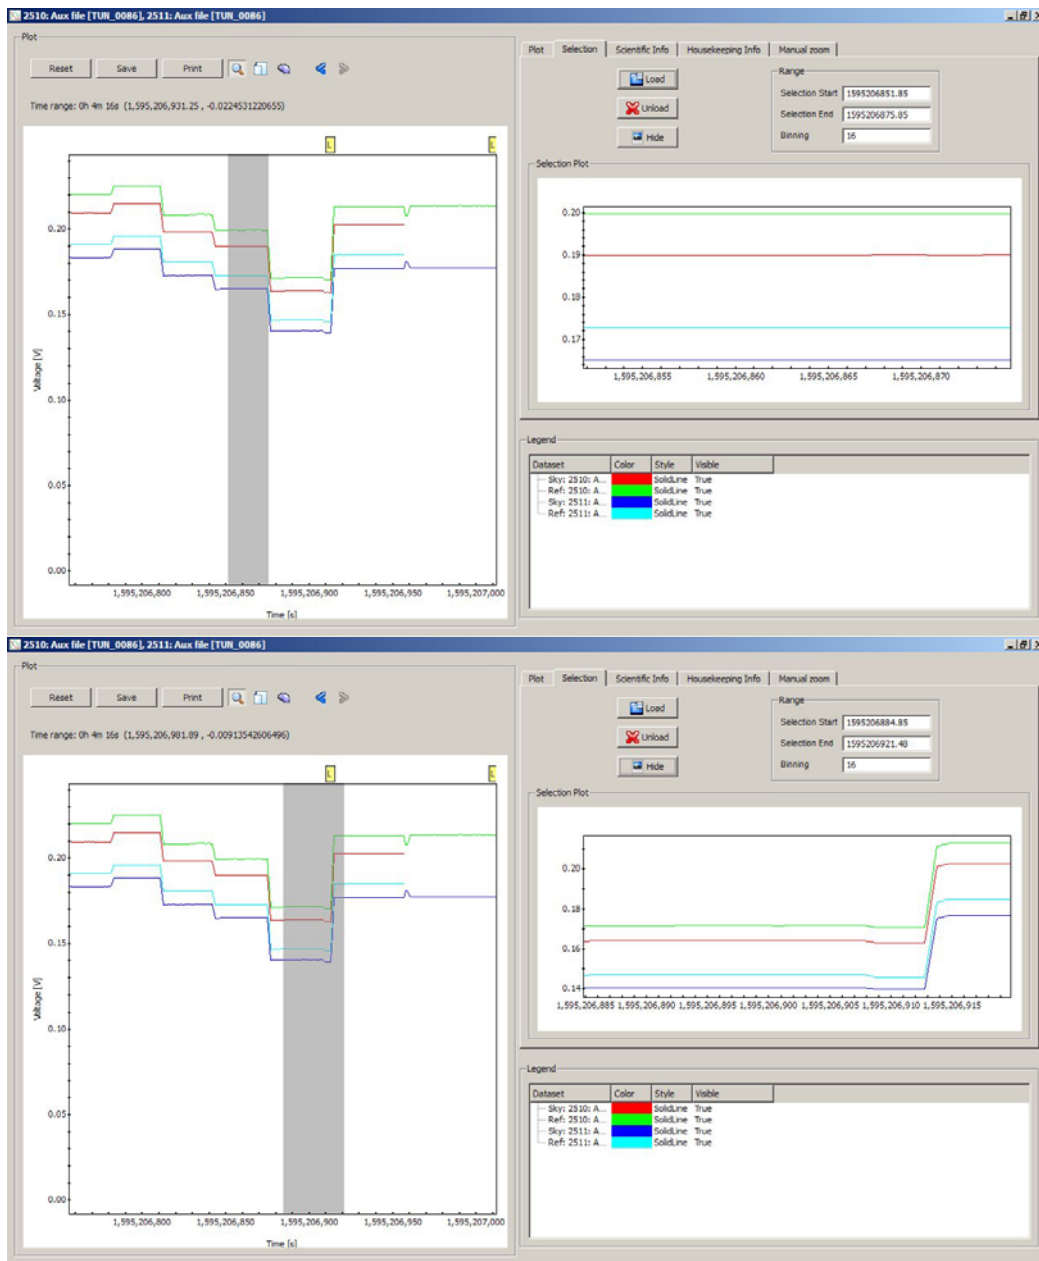 2510: Aux file [TUN_0086], 2511: Aux file [TUN_0086]
Plot
Reset Save Print
Time range: 0h 4m 16s (1,595,206,931.25 , -0.0224531220655)
L L
0.20
0.15
0.10
0.05
0.00
Voltage [V]
1,595,206,800 1,595,206,850 1,595,206,900 1,595,206,950 1,595,207,000
Time [s]
Plot Selection Scientific Info Housekeeping Info Manual zoom
Load
Unload
Hide
Range
Selection Start 1595206851.85
Selection End 1595206875.85
Binning 16
Selection Plot
0.20
0.19
0.18
0.17
1,595,206,855 1,595,206,860 1,595,206,865 1,595,206,870
Legend
Dataset Color Style Visible
Sky: 2510: A... SolidLine True
Ref: 2510: A... SolidLine True
Sky: 2511: A... SolidLine True
Ref: 2511: A... SolidLine True
2510: Aux file [TUN_0086], 2511: Aux file [TUN_0086]
Plot
Reset Save Print
Time range: 0h 4m 16s (1,595,206,981.89 , -0.00913542606496)
L L
0.20
0.15
0.10
0.05
0.00
Voltage [V]
1,595,206,800 1,595,206,850 1,595,206,900 1,595,206,950 1,595,207,000
Time [s]
Plot Selection Scientific Info Housekeeping Info Manual zoom
Load
Unload
Hide
Range
Selection Start 1595206884.85
Selection End 1595206921.48
Binning 16
Selection Plot
0.20
0.18
0.16
0.14
1,595,206,885 1,595,206,890 1,595,206,895 1,595,206,900 1,595,206,905 1,595,206,910 1,595,206,915
Legend
Dataset Color Style Visible
Sky: 2510: A... SolidLine True
Ref: 2510: A... SolidLine True
Sky: 2511: A... SolidLine True
Ref: 2511: A... SolidLine True